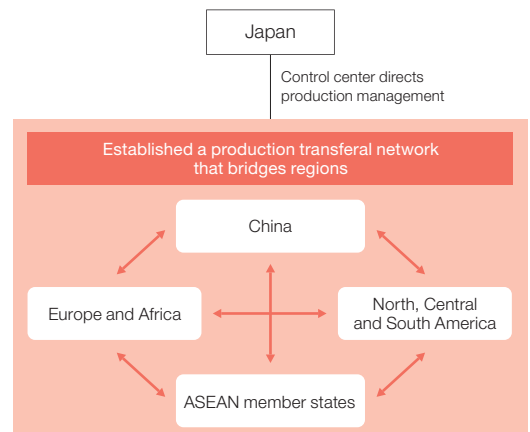 Japan
Control center directs
production management
Established a production transferal network
that bridges regions
China
Europe and Africa
North, Central
and South America
ASEAN member states